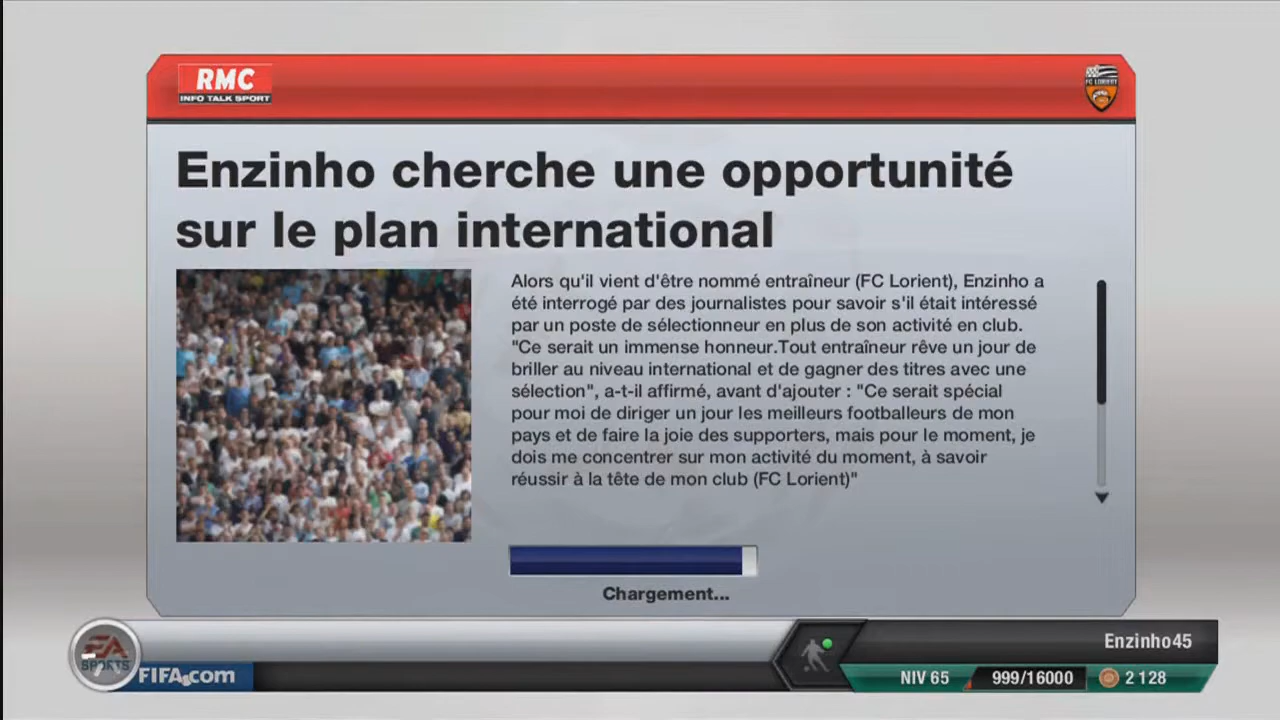 RMC
INFO TALK SPORT
FC LORIENT
Enzinho cherche une opportunité
sur le plan international
Alors qu'il vient d'être nommé entraîneur (FC Lorient), Enzinho a
été interrogé par des journalistes pour savoir s'il était intéressé
par un poste de sélectionneur en plus de son activité en club.
"Ce serait un immense honneur.Tout entraîneur rêve un jour de
briller au niveau international et de gagner des titres avec une
sélection", a-t-il affirmé, avant d'ajouter : "Ce serait spécial
pour moi de diriger un jour les meilleurs footballeurs de mon
pays et de faire la joie des supporters, mais pour le moment, je
dois me concentrer sur mon activité du moment, à savoir
réussir à la tête de mon club (FC Lorient)"
Chargement...
EA
SPORTS
FIFA.com
Enzinho45
NIV 65
999/16000
2 128